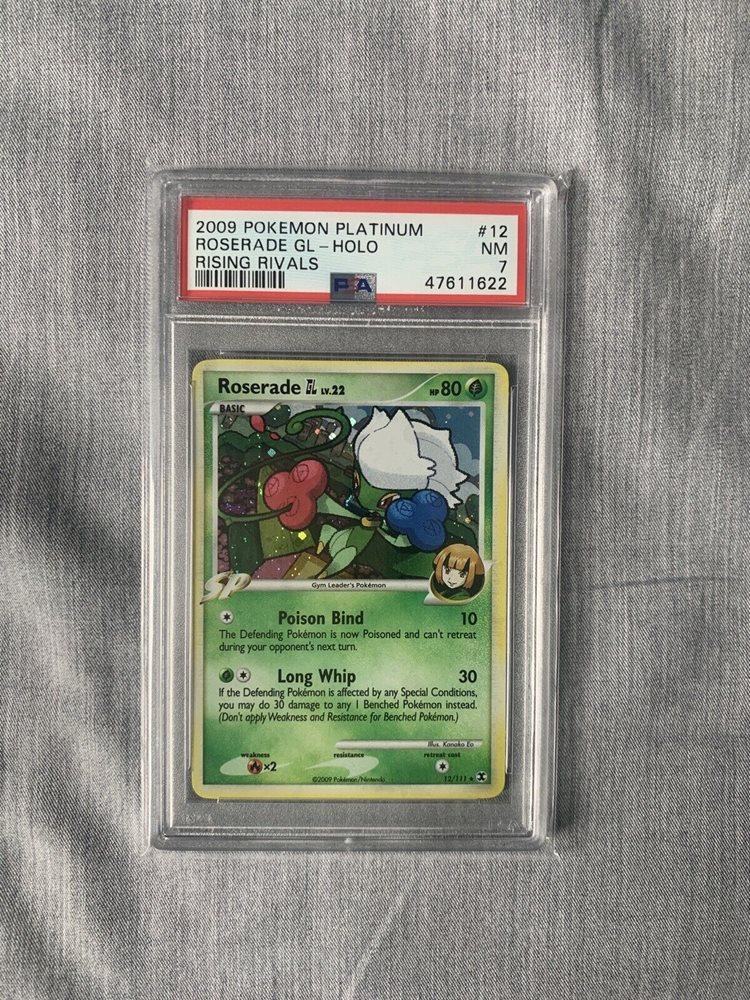 2009 POKEMON PLATINUM #12
ROSERADE GL-HOLO NM
RISING RIVALS 7
PSA 47611622
Roserade GL LV.22 HP 80
BASIC
SP
Gym Leader's Pokémon
Poison Bind 10
The Defending Pokémon is now Poisoned and can't retreat
during your opponent's next turn.
Long Whip 30
If the Defending Pokémon is affected by any Special Conditions,
you may do 30 damage to any 1 Benched Pokémon instead.
(Don't apply Weakness and Resistance for Benched Pokémon.)
Illus. Kanako Eo
weakness resistance retreat cost
×2
©2009 Pokémon/Nintendo 12/111